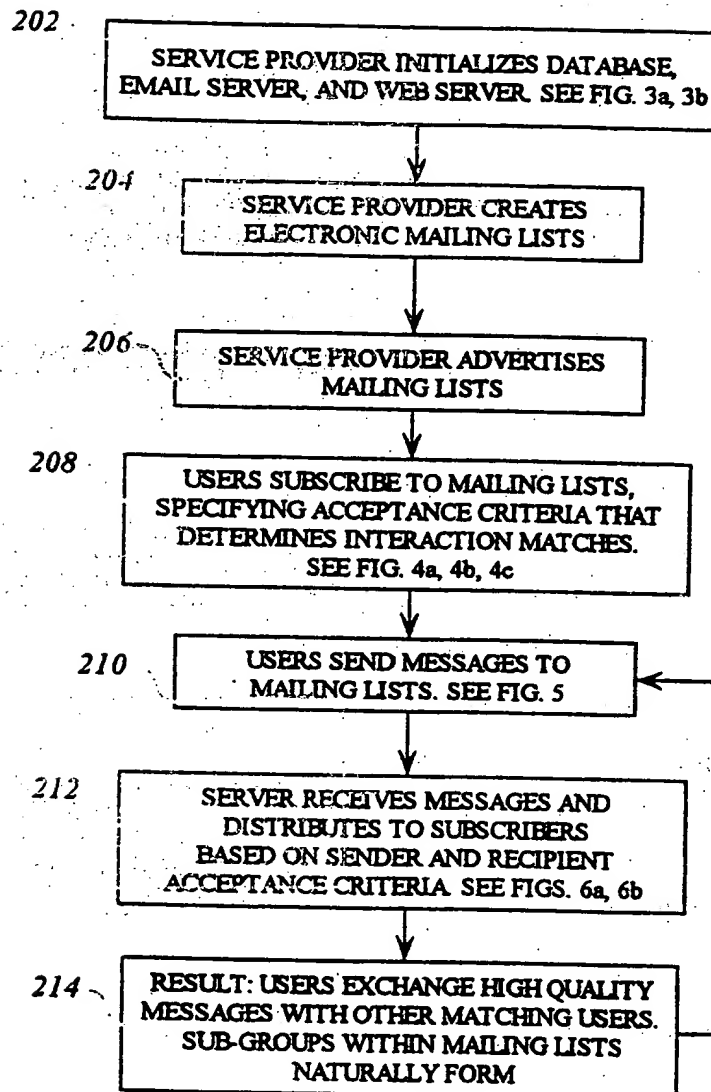 202
SERVICE PROVIDER INITIALIZES DATABASE,
EMAIL SERVER, AND WEB SERVER. SEE FIG. 3a, 3b
204
SERVICE PROVIDER CREATES
ELECTRONIC MAILING LISTS
206
SERVICE PROVIDER ADVERTISES
MAILING LISTS
208
USERS SUBSCRIBE TO MAILING LISTS,
SPECIFYING ACCEPTANCE CRITERIA THAT
DETERMINES INTERACTION MATCHES.
SEE FIG. 4a, 4b, 4c
210
USERS SEND MESSAGES TO
MAILING LISTS. SEE FIG. 5
212
SERVER RECEIVES MESSAGES AND
DISTRIBUTES TO SUBSCRIBERS
BASED ON SENDER AND RECIPIENT
ACCEPTANCE CRITERIA. SEE FIGS. 6a, 6b
214
RESULT: USERS EXCHANGE HIGH QUALITY
MESSAGES WITH OTHER MATCHING USERS.
SUB-GROUPS WITHIN MAILING LISTS
NATURALLY FORM